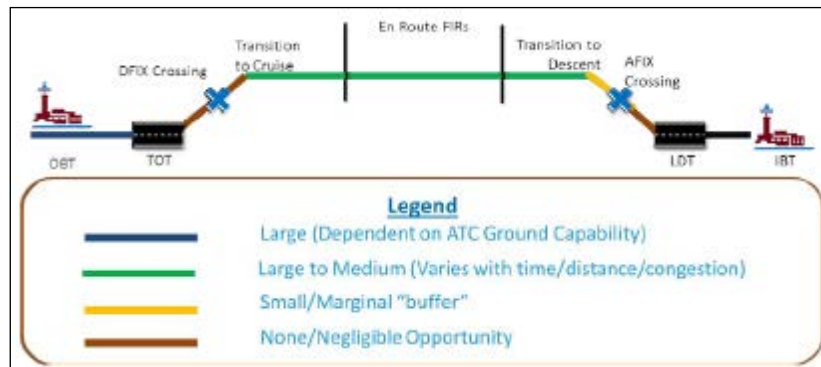 En Route FIRs
Transition
to Cruise
Transition to
Descent
DFIX Crossing
AFIX
Crossing
OBT
TOT
LDT
IBT
Legend
Large (Dependent on ATC Ground Capability)
Large to Medium (Varies with time/distance/congestion)
Small/Marginal "buffer"
None/Negligible Opportunity